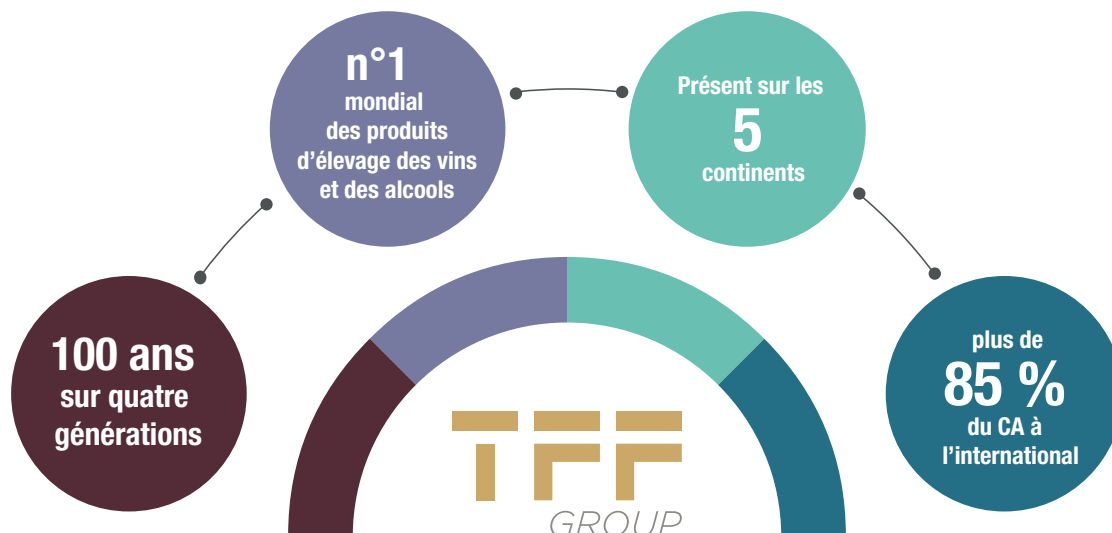 100 ans
sur quatre
générations
n°1
mondial
des produits
d'élevage des vins
et des alcools
Présent sur les
5
continents
plus de
85 %
du CA à
l'international
TFF
GROUP